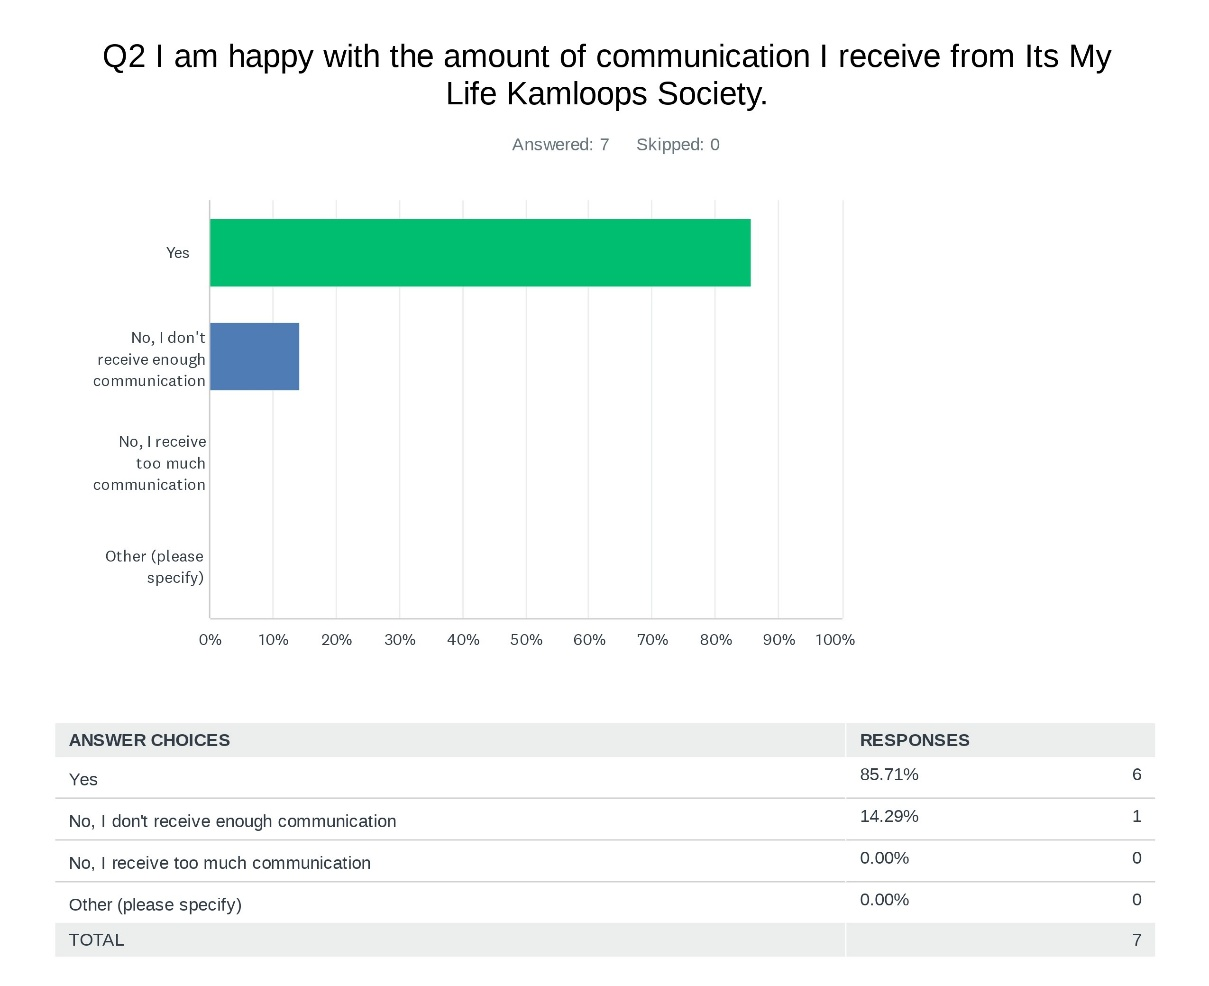 Q2 I am happy with the amount of communication I receive from Its My
Life Kamloops Society.
Answered: 7 Skipped: 0
Yes
No, I don't
receive enough
communication
No, I receive
too much
communication
Other (please
specify)
0% 10% 20% 30% 40% 50% 60% 70% 80% 90% 100%
ANSWER CHOICES RESPONSES
Yes 85.71% 6
No, I don't receive enough communication 14.29% 1
No, I receive too much communication 0.00% 0
Other (please specify) 0.00% 0
TOTAL 7